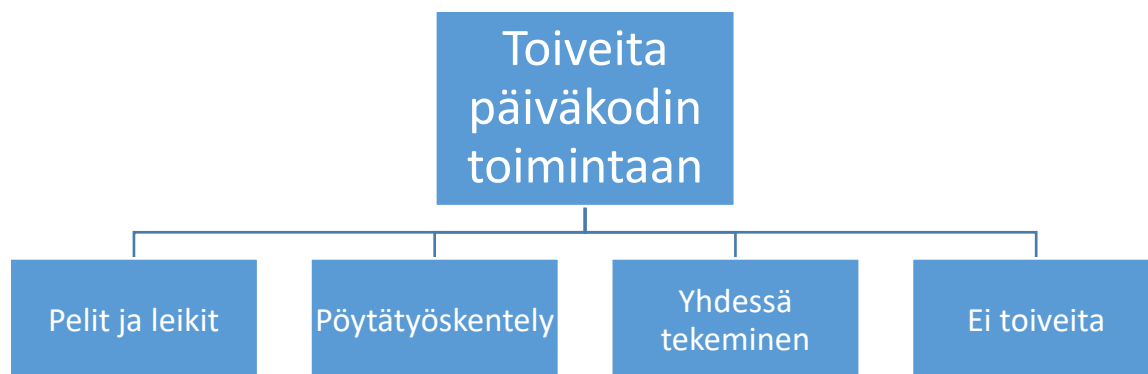 Toiveita
päiväkodin
toimintaan
Pelit ja leikit
Pöytätyöskentely
Yhdessä
tekeminen
Ei toiveita